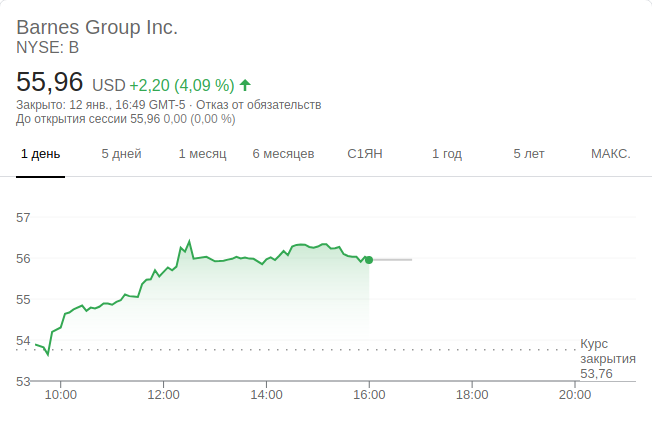 Barnes Group Inc.
NYSE: B
55,96 USD +2,20 (4,09 %)
Закрыто: 12 янв., 16:49 GMT-5 · Отказ от обязательств
До открытия сессии 55,96 0,00 (0,00 %)
1 день 5 дней 1 месяц 6 месяцев С1ЯН 1 год 5 лет МАКС.
57
56
55
54
Курс
закрытия
53,76
53
10:00 12:00 14:00 16:00 18:00 20:00